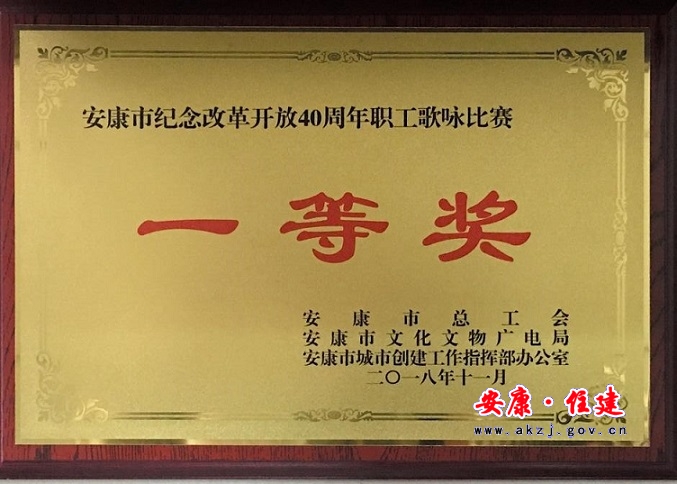 安康市纪念改革开放40周年职工歌咏比赛
一等奖
安康市总工会
安康市文化文物广电局
安康市城市创建工作指挥部办公室
二〇一八年十一月
安康·住建
www.akzj.gov.cn